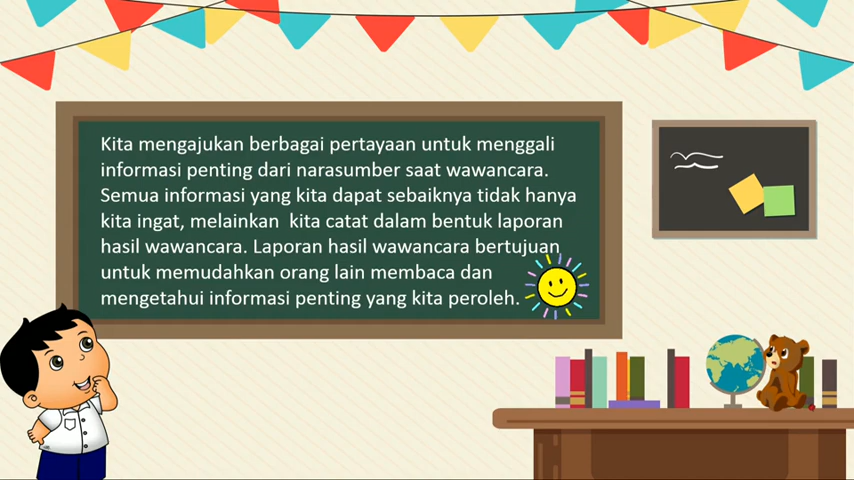 Kita mengajukan berbagai pertayaan untuk menggali
informasi penting dari narasumber saat wawancara.
Semua informasi yang kita dapat sebaiknya tidak hanya
kita ingat, melainkan kita catat dalam bentuk laporan
hasil wawancara. Laporan hasil wawancara bertujuan
untuk memudahkan orang lain membaca dan
mengetahui informasi penting yang kita peroleh.